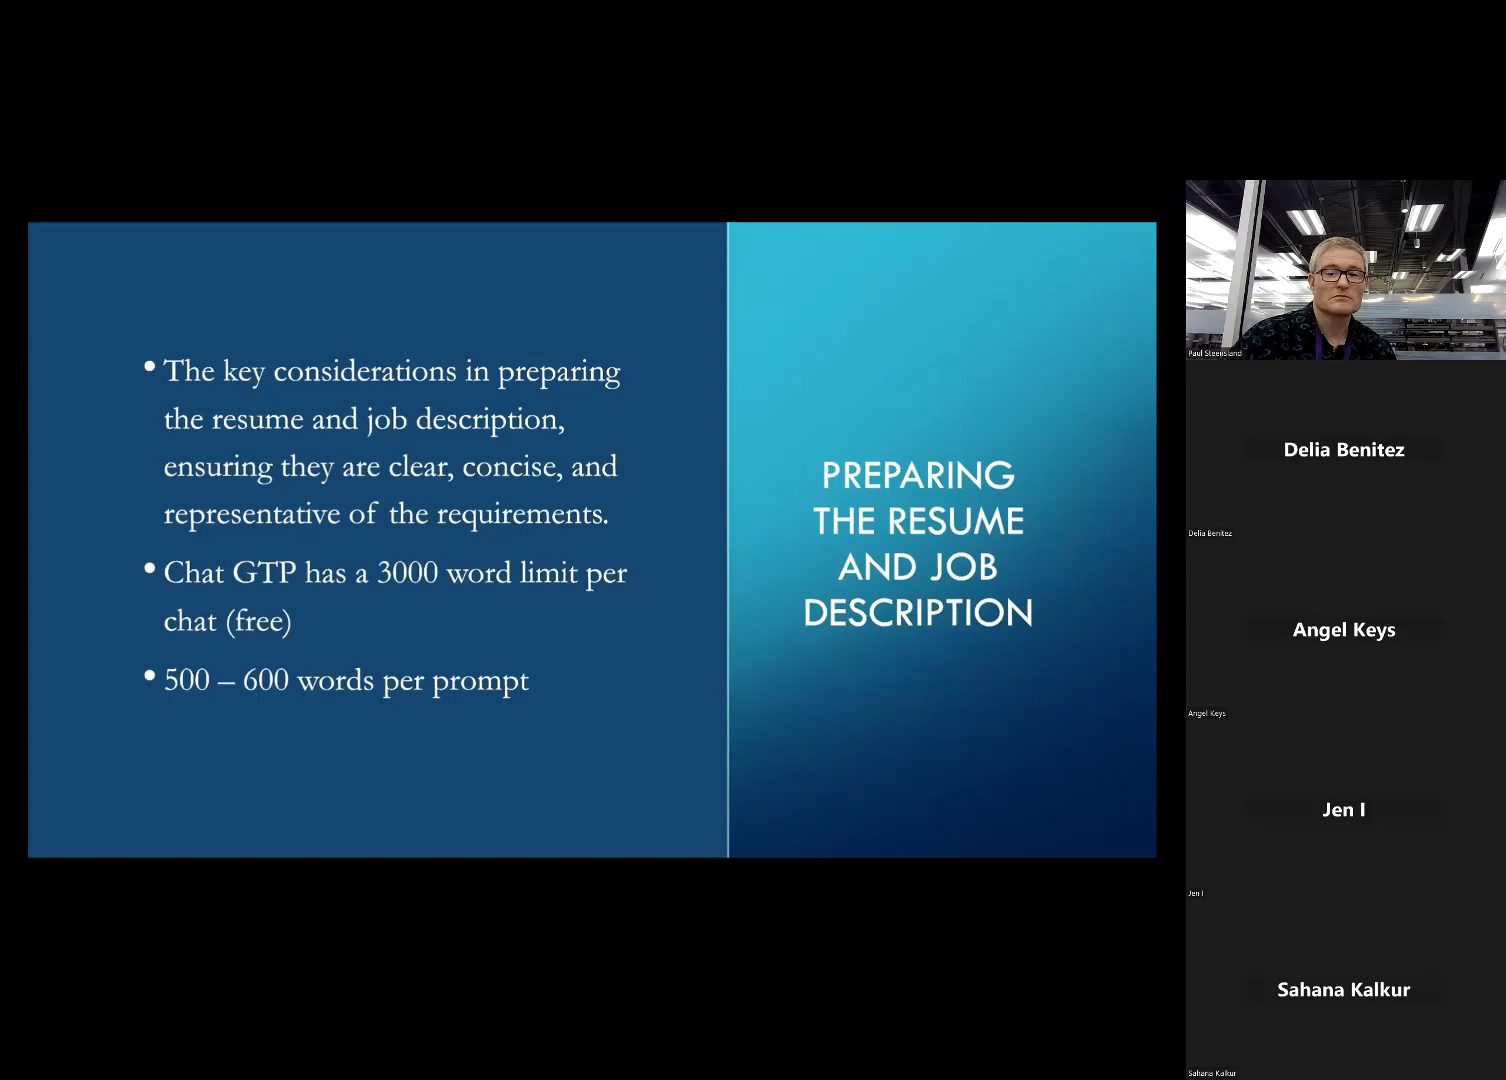 • The key considerations in preparing
the resume and job description,
ensuring they are clear, concise, and
representative of the requirements.
• Chat GTP has a 3000 word limit per
chat (free)
• 500 – 600 words per prompt
PREPARING
THE RESUME
AND JOB
DESCRIPTION
Paul Steensland
Delia Benitez
Delia Benitez
Angel Keys
Angel Keys
Jen I
Jen I
Sahana Kalkur
Sahana Kalkur